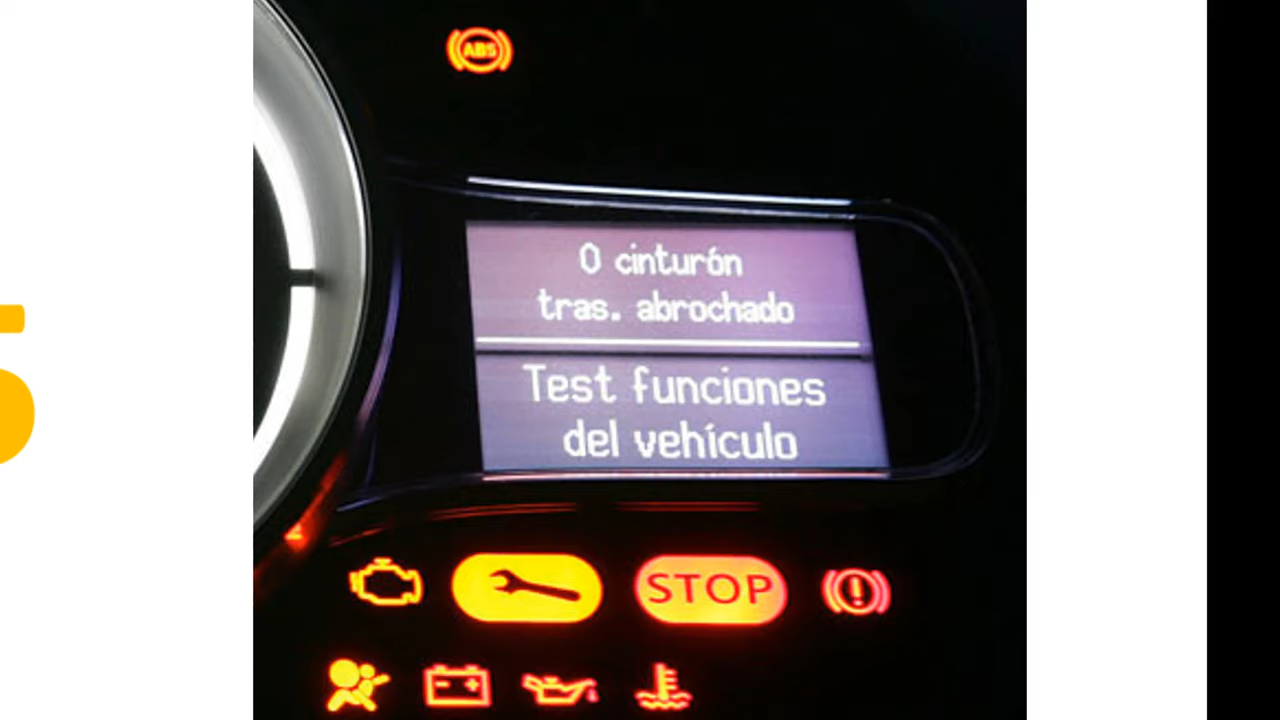 ABS
0 cinturón
tras. abrochado
Test funciones
del vehículo
STOP